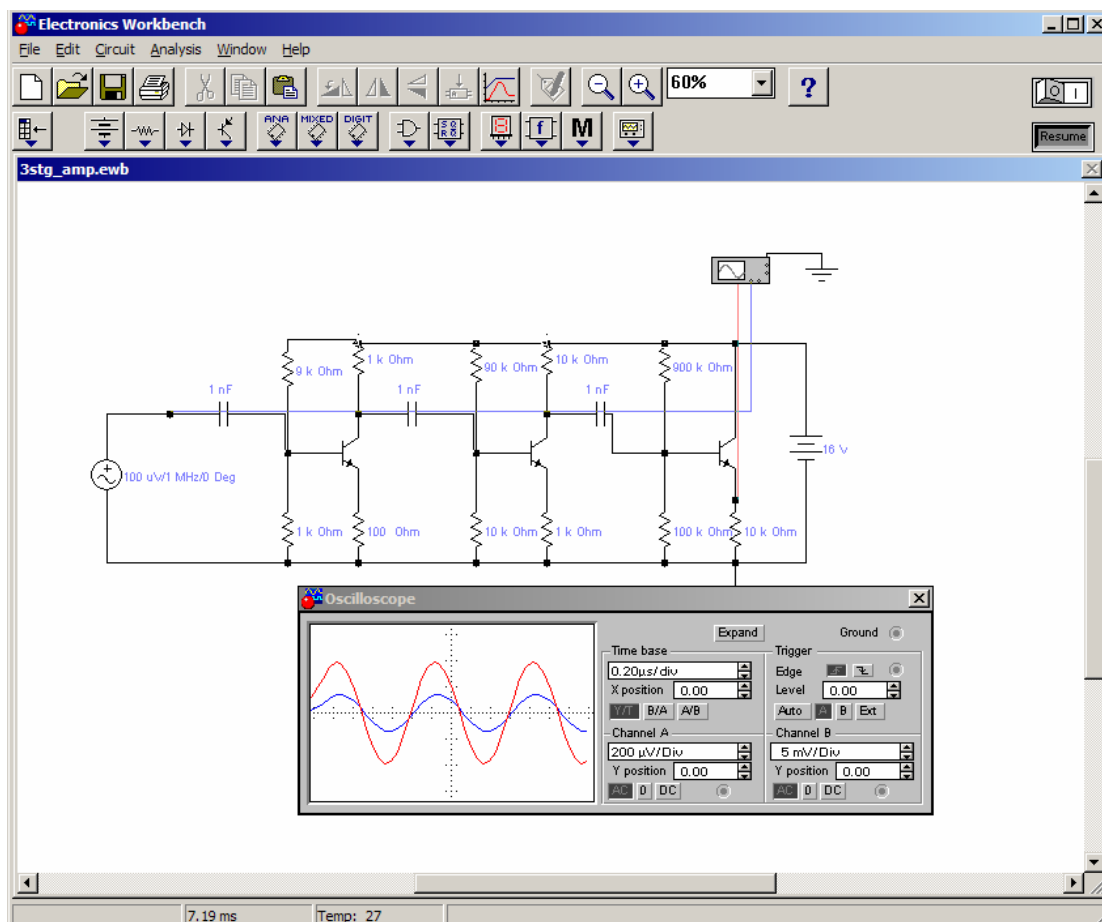 Electronics Workbench
File Edit Circuit Analysis Window Help
60% ?
I
ANA MIXED DIGIT
f M
Resume
3stg_amp.ewb
9 k Ohm 1 k Ohm 90 k Ohm 10 k Ohm 900 k Ohm
1 nF 1 nF 1 nF
16 V
100 uV/1 MHz/0 Deg
1 k Ohm 100 Ohm 10 k Ohm 1 k Ohm 100 k Ohm 10 k Ohm
Oscilloscope
Expand Ground
Time base Trigger
0.20µs/div Edge
X position 0.00 Level 0.00
Y/T B/A A/B Auto A B Ext
Channel A Channel B
200 µV/Div 5 mV/Div
Y position 0.00 Y position 0.00
AC 0 DC AC 0 DC
7.19 ms Temp: 27